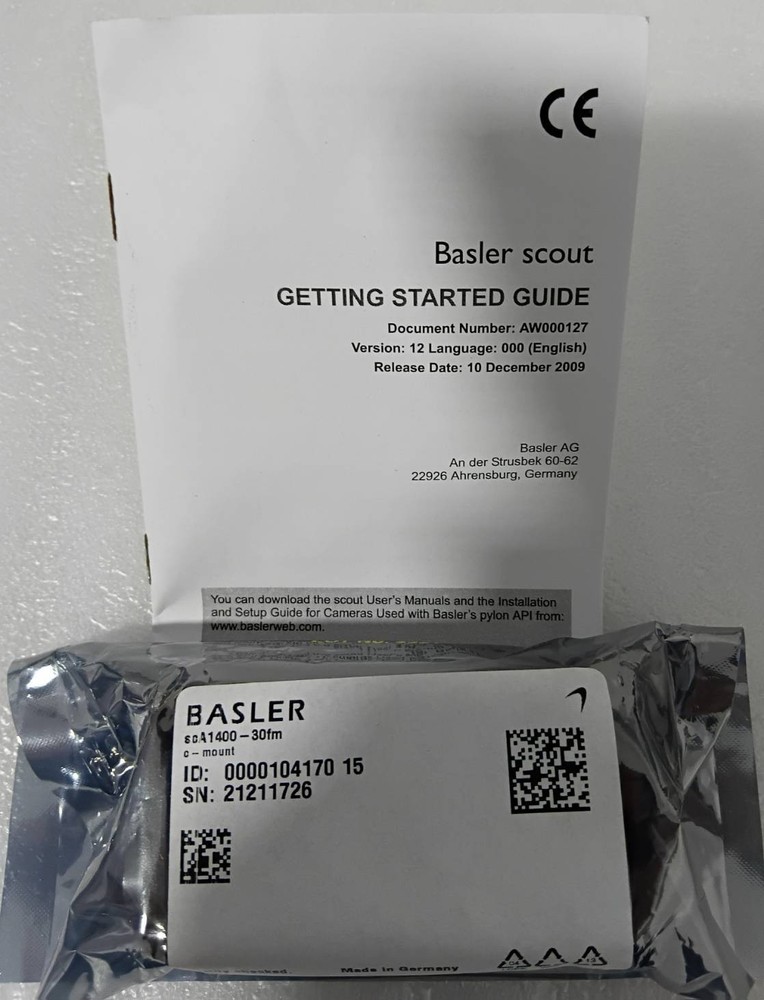 CE
Basler scout
GETTING STARTED GUIDE
Document Number: AW000127
Version: 12 Language: 000 (English)
Release Date: 10 December 2009
Basler AG
An der Strusbek 60-62
22926 Ahrensburg, Germany
You can download the scout User's Manuals and the Installation
and Setup Guide for Cameras Used with Basler's pylon API from:
www.baslerweb.com.
BASLER
scA1400-30fm
c-mount
ID: 0000104170 15
SN: 21211726
checked.
Made in Germany